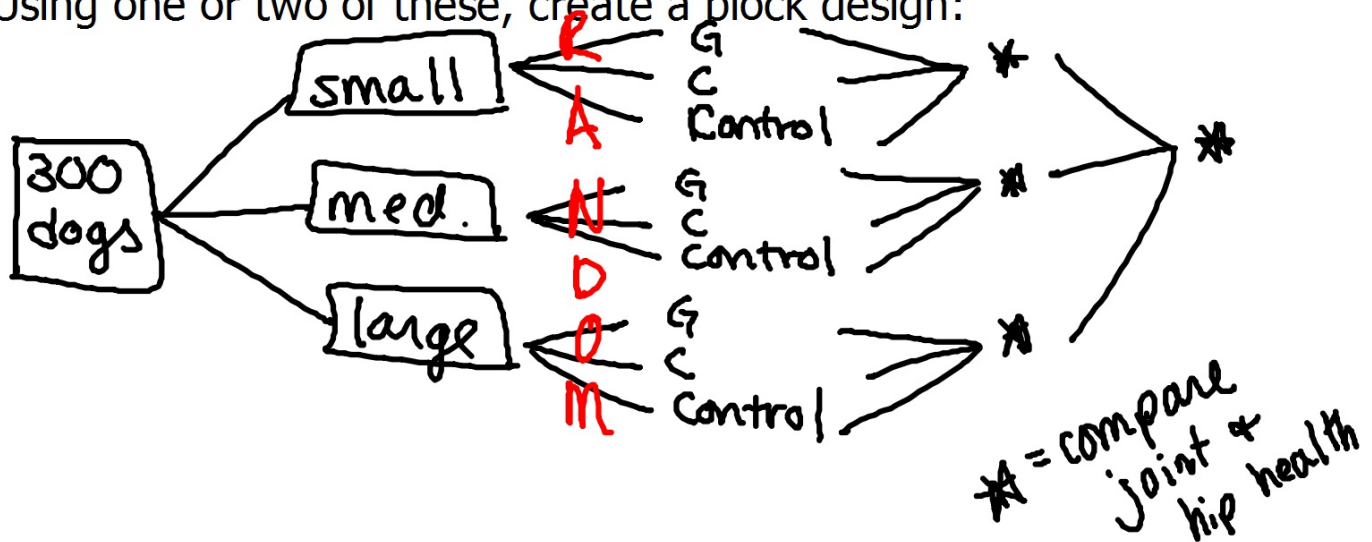 Using one or two of these, create a block design:
300
dogs
small
med.
large
R
A
N
D
O
M
G
C
Control
G
C
Control
G
C
Control
* = compare
joint &
hip health